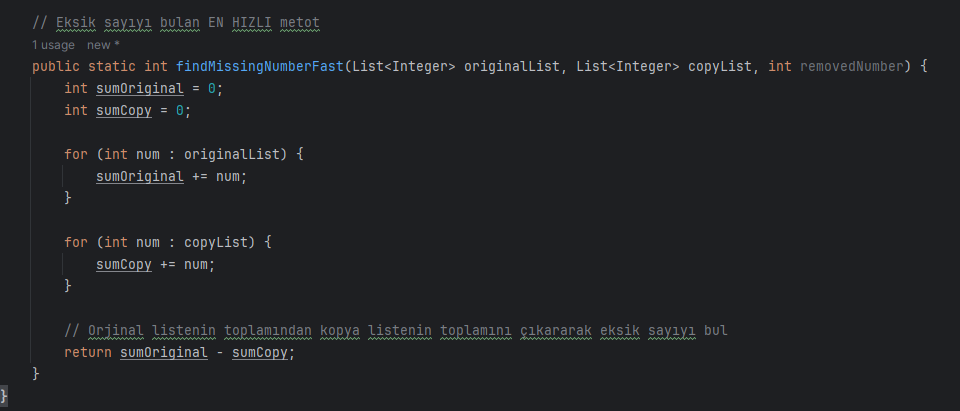 // Eksik sayıyı bulan EN HIZLI metot
1 usage new *
public static int findMissingNumberFast(List<Integer> originalList, List<Integer> copyList, int removedNumber) {
int sumOriginal = 0;
int sumCopy = 0;
for (int num : originalList) {
sumOriginal += num;
}
for (int num : copyList) {
sumCopy += num;
}
// Orjinal listenin toplamından kopya listenin toplamını çıkararak eksik sayıyı bul
return sumOriginal - sumCopy;
}
}